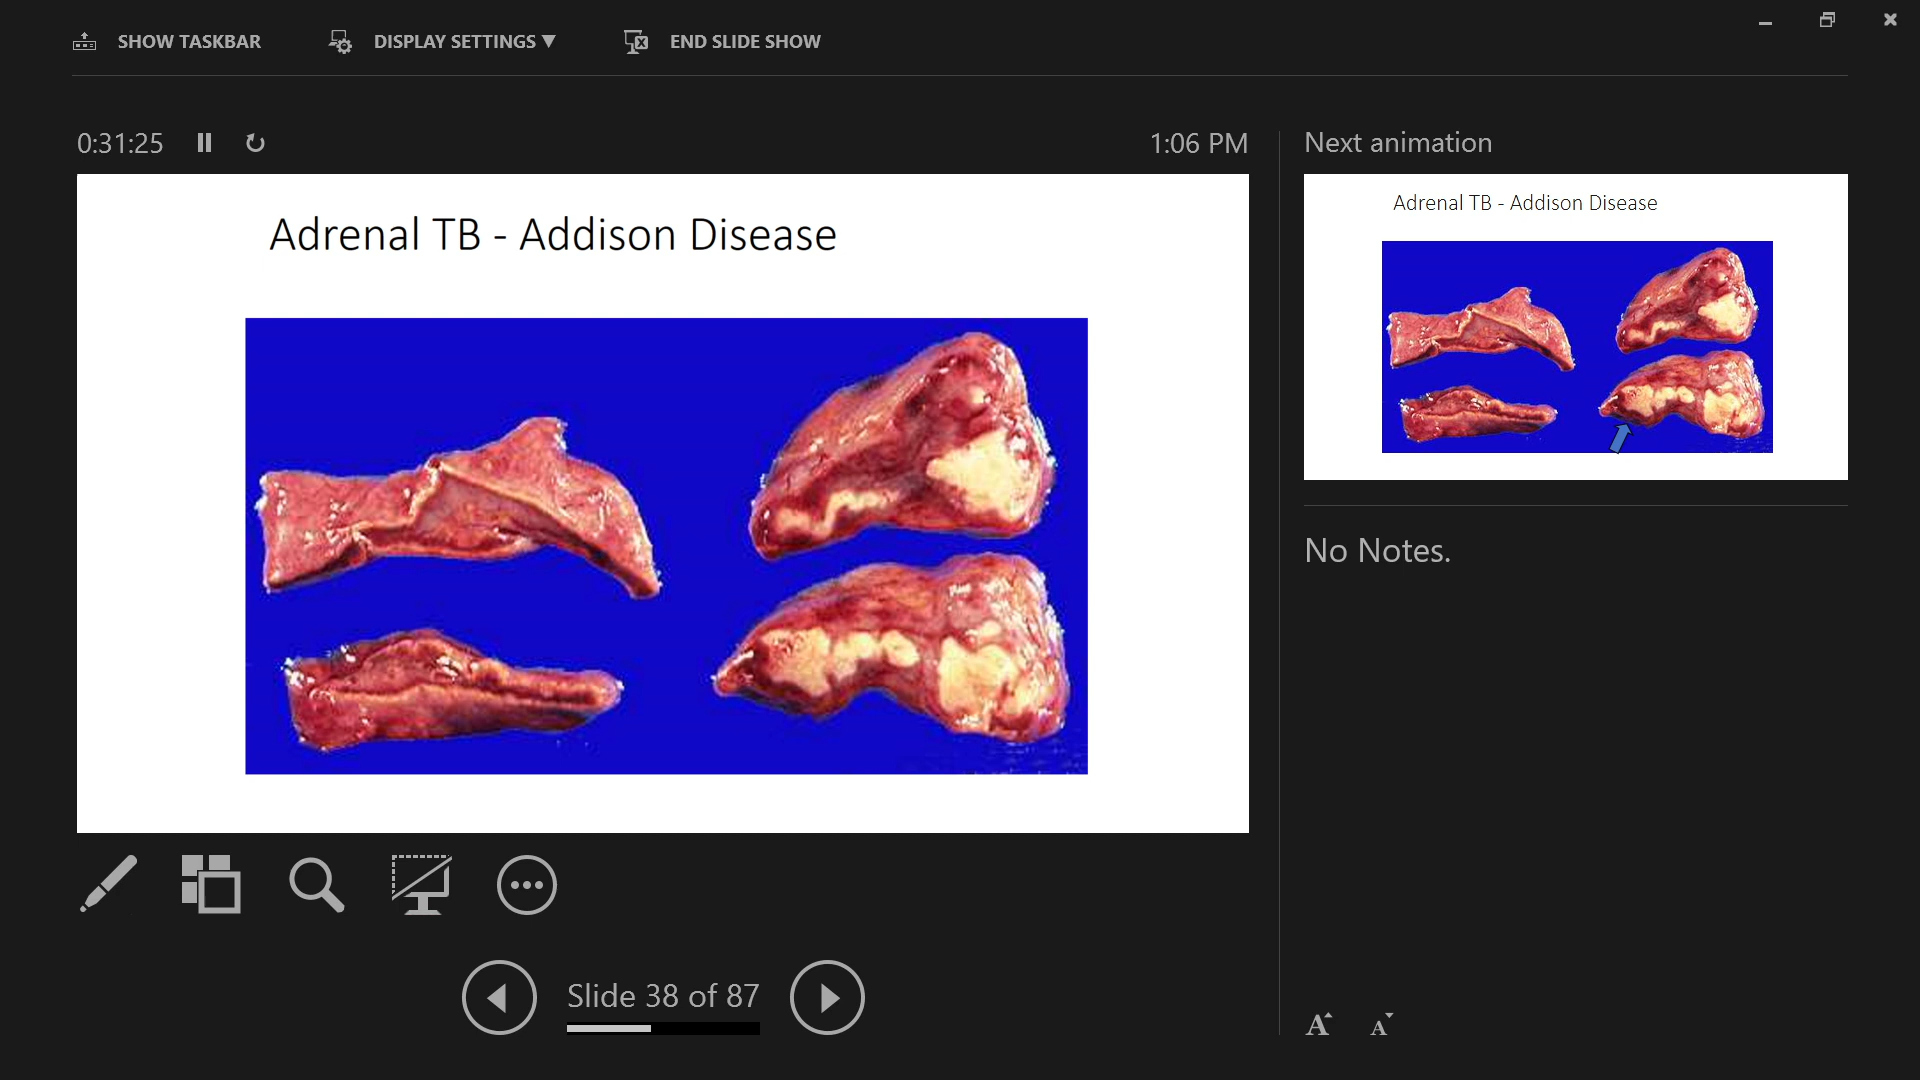 SHOW TASKBAR
DISPLAY SETTINGS ▼
END SLIDE SHOW
0:31:25
1:06 PM
Adrenal TB - Addison Disease
Slide 38 of 87
Next animation
Adrenal TB - Addison Disease
No Notes.
A
A